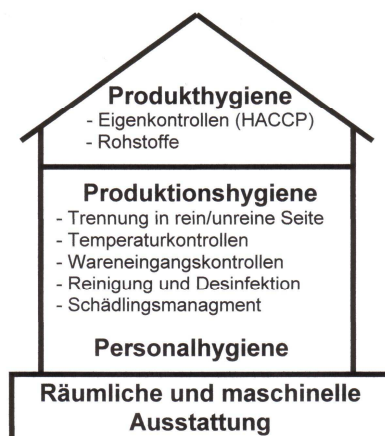 Produkthygiene
- Eigenkontrollen (HACCP)
- Rohstoffe
Produktionshygiene
- Trennung in rein/unreine Seite
- Temperaturkontrollen
- Wareneingangskontrollen
- Reinigung und Desinfektion
- Schädlingsmanagment
Personalhygiene
Räumliche und maschinelle
Ausstattung